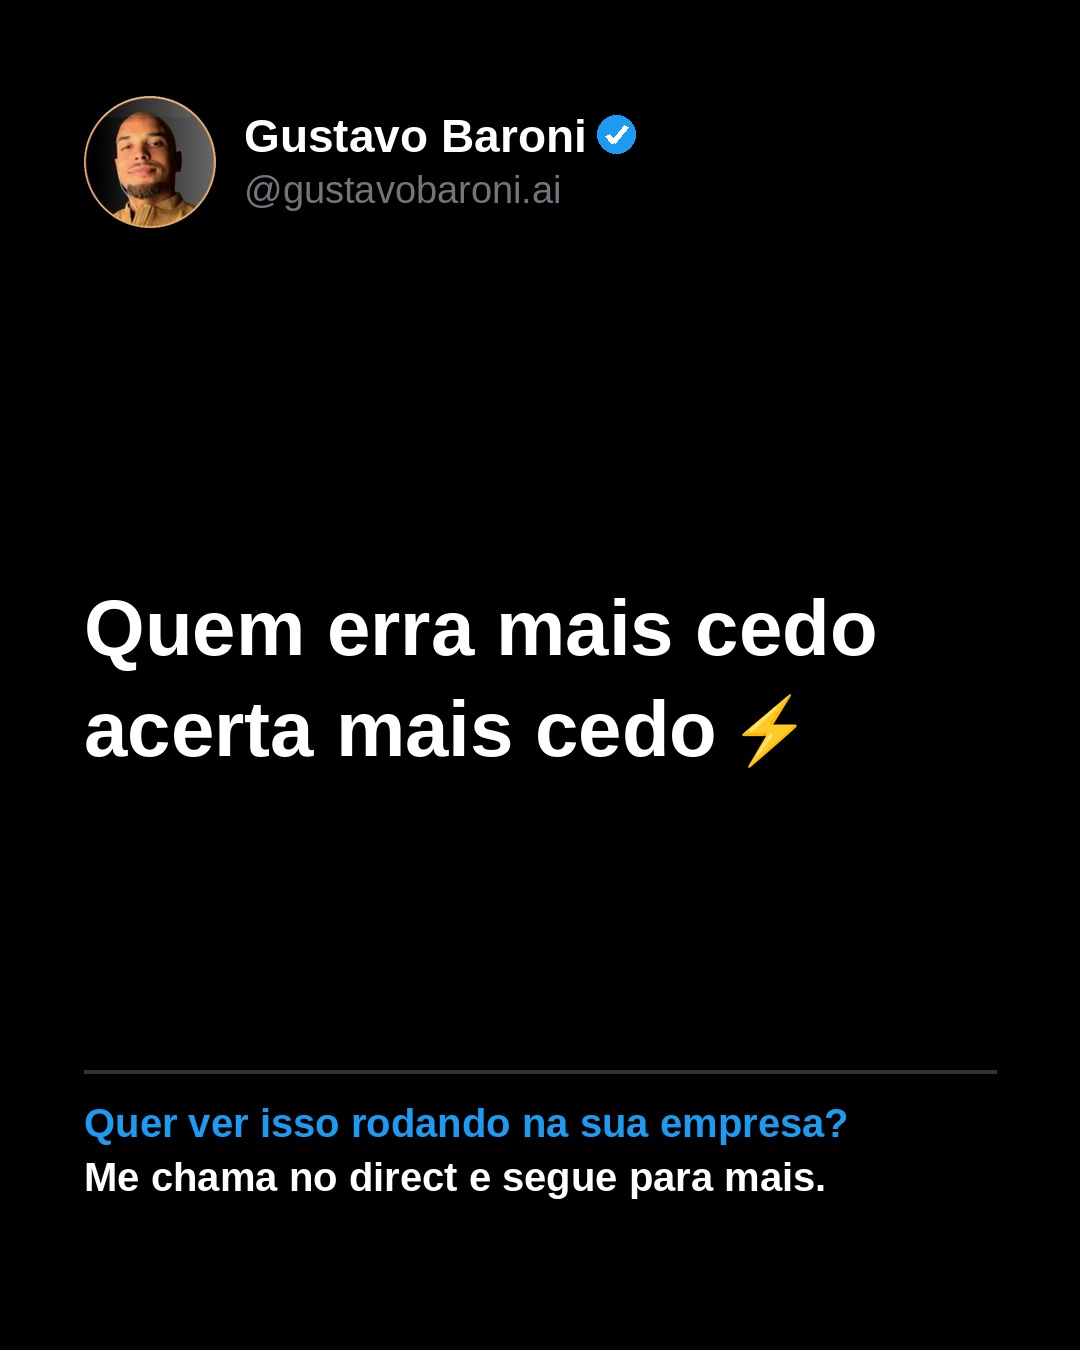 Gustavo Baroni
@gustavobaroni.ai
Quem erra mais cedo
acerta mais cedo ⚡
Quer ver isso rodando na sua empresa?
Me chama no direct e segue para mais.